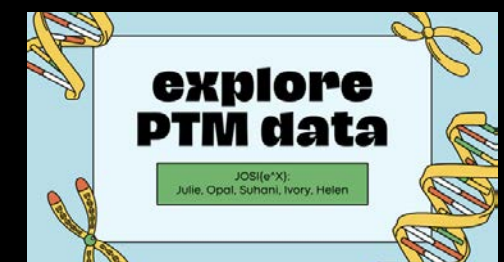 explore
PTM data
JOSI{e^X}:
Julie, Opal, Suhani, Ivory, Helen